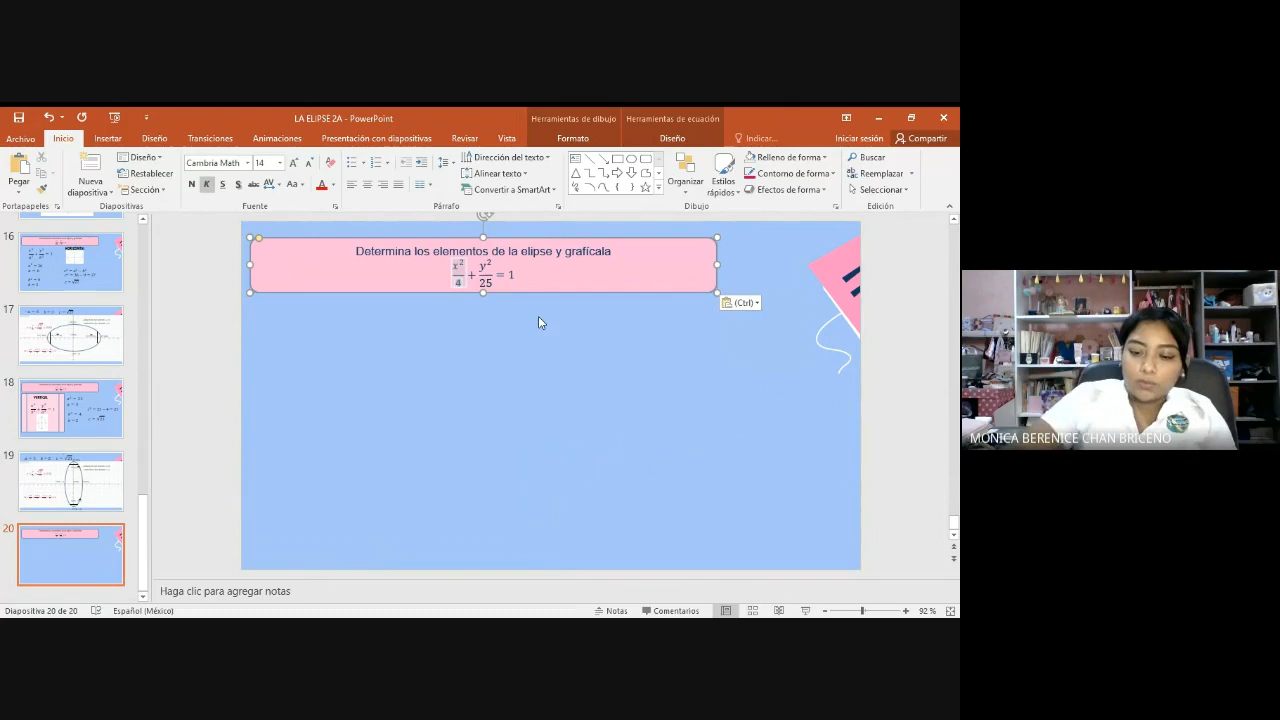 LA ELIPSE 2A - PowerPoint
Herramientas de dibujo
Herramientas de ecuación
Archivo
Inicio
Insertar
Diseño
Transiciones
Animaciones
Presentación con diapositivas
Revisar
Vista
Formato
Diseño
Indicar...
Iniciar sesión
Compartir
Pegar
Nueva
diapositiva
Diseño
Restablecer
Sección
Cambria Math
14
N K S S abc AV Aa A
Dirección del texto
Alinear texto
Convertir a SmartArt
Organizar
Estilos
rápidos
Relleno de forma
Contorno de forma
Efectos de forma
Buscar
Reemplazar
Seleccionar
Portapapeles
Diapositivas
Fuente
Párrafo
Dibujo
Edición
16
17
18
19
20
Determina los elementos de la elipse y grafícala
x²/4 + y²/25 = 1
(Ctrl)
MONICA BERENICE CHAN BRICEÑO
Haga clic para agregar notas
Diapositiva 20 de 20
Español (México)
Notas
Comentarios
92 %